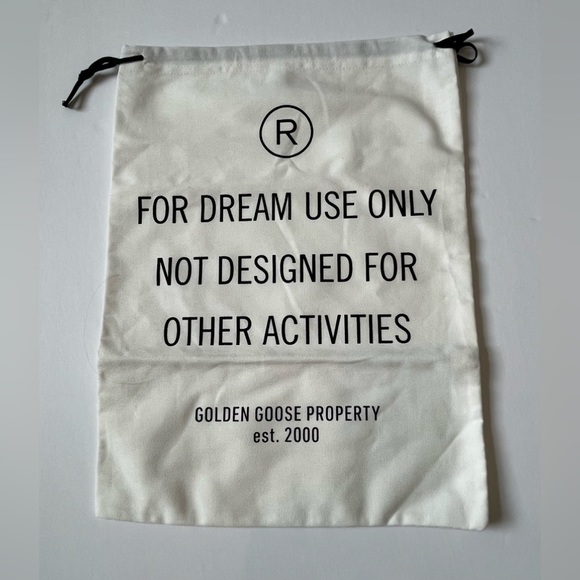 R
FOR DREAM USE ONLY
NOT DESIGNED FOR
OTHER ACTIVITIES
GOLDEN GOOSE PROPERTY
est. 2000